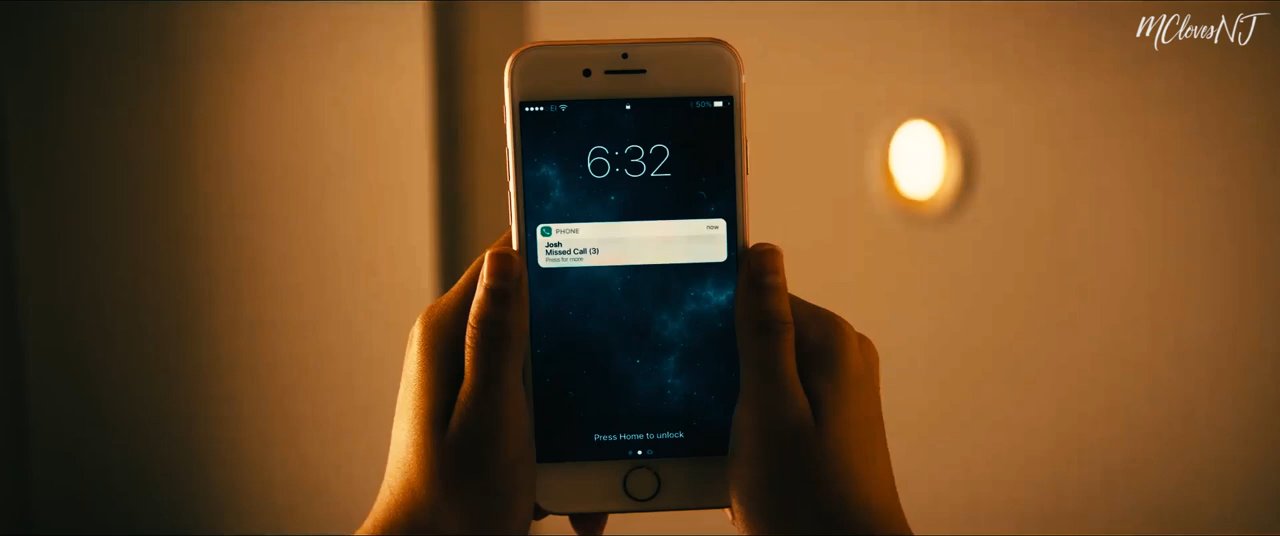 MClovesNJ
EE
50%
6:32
PHONE
now
Josh
Missed Call (3)
Press for more
Press Home to unlock